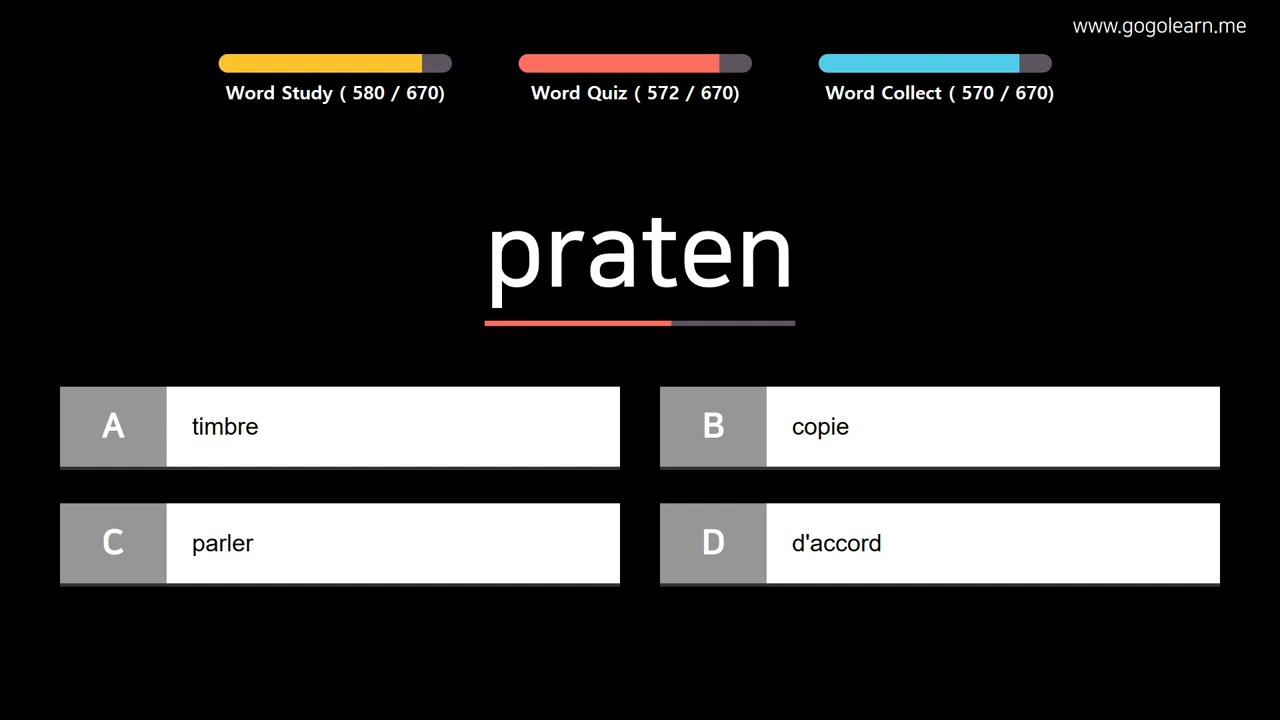 www.gogolearn.me
Word Study ( 580 / 670)
Word Quiz ( 572 / 670)
Word Collect ( 570 / 670)
praten
A timbre
B copie
C parler
D d'accord